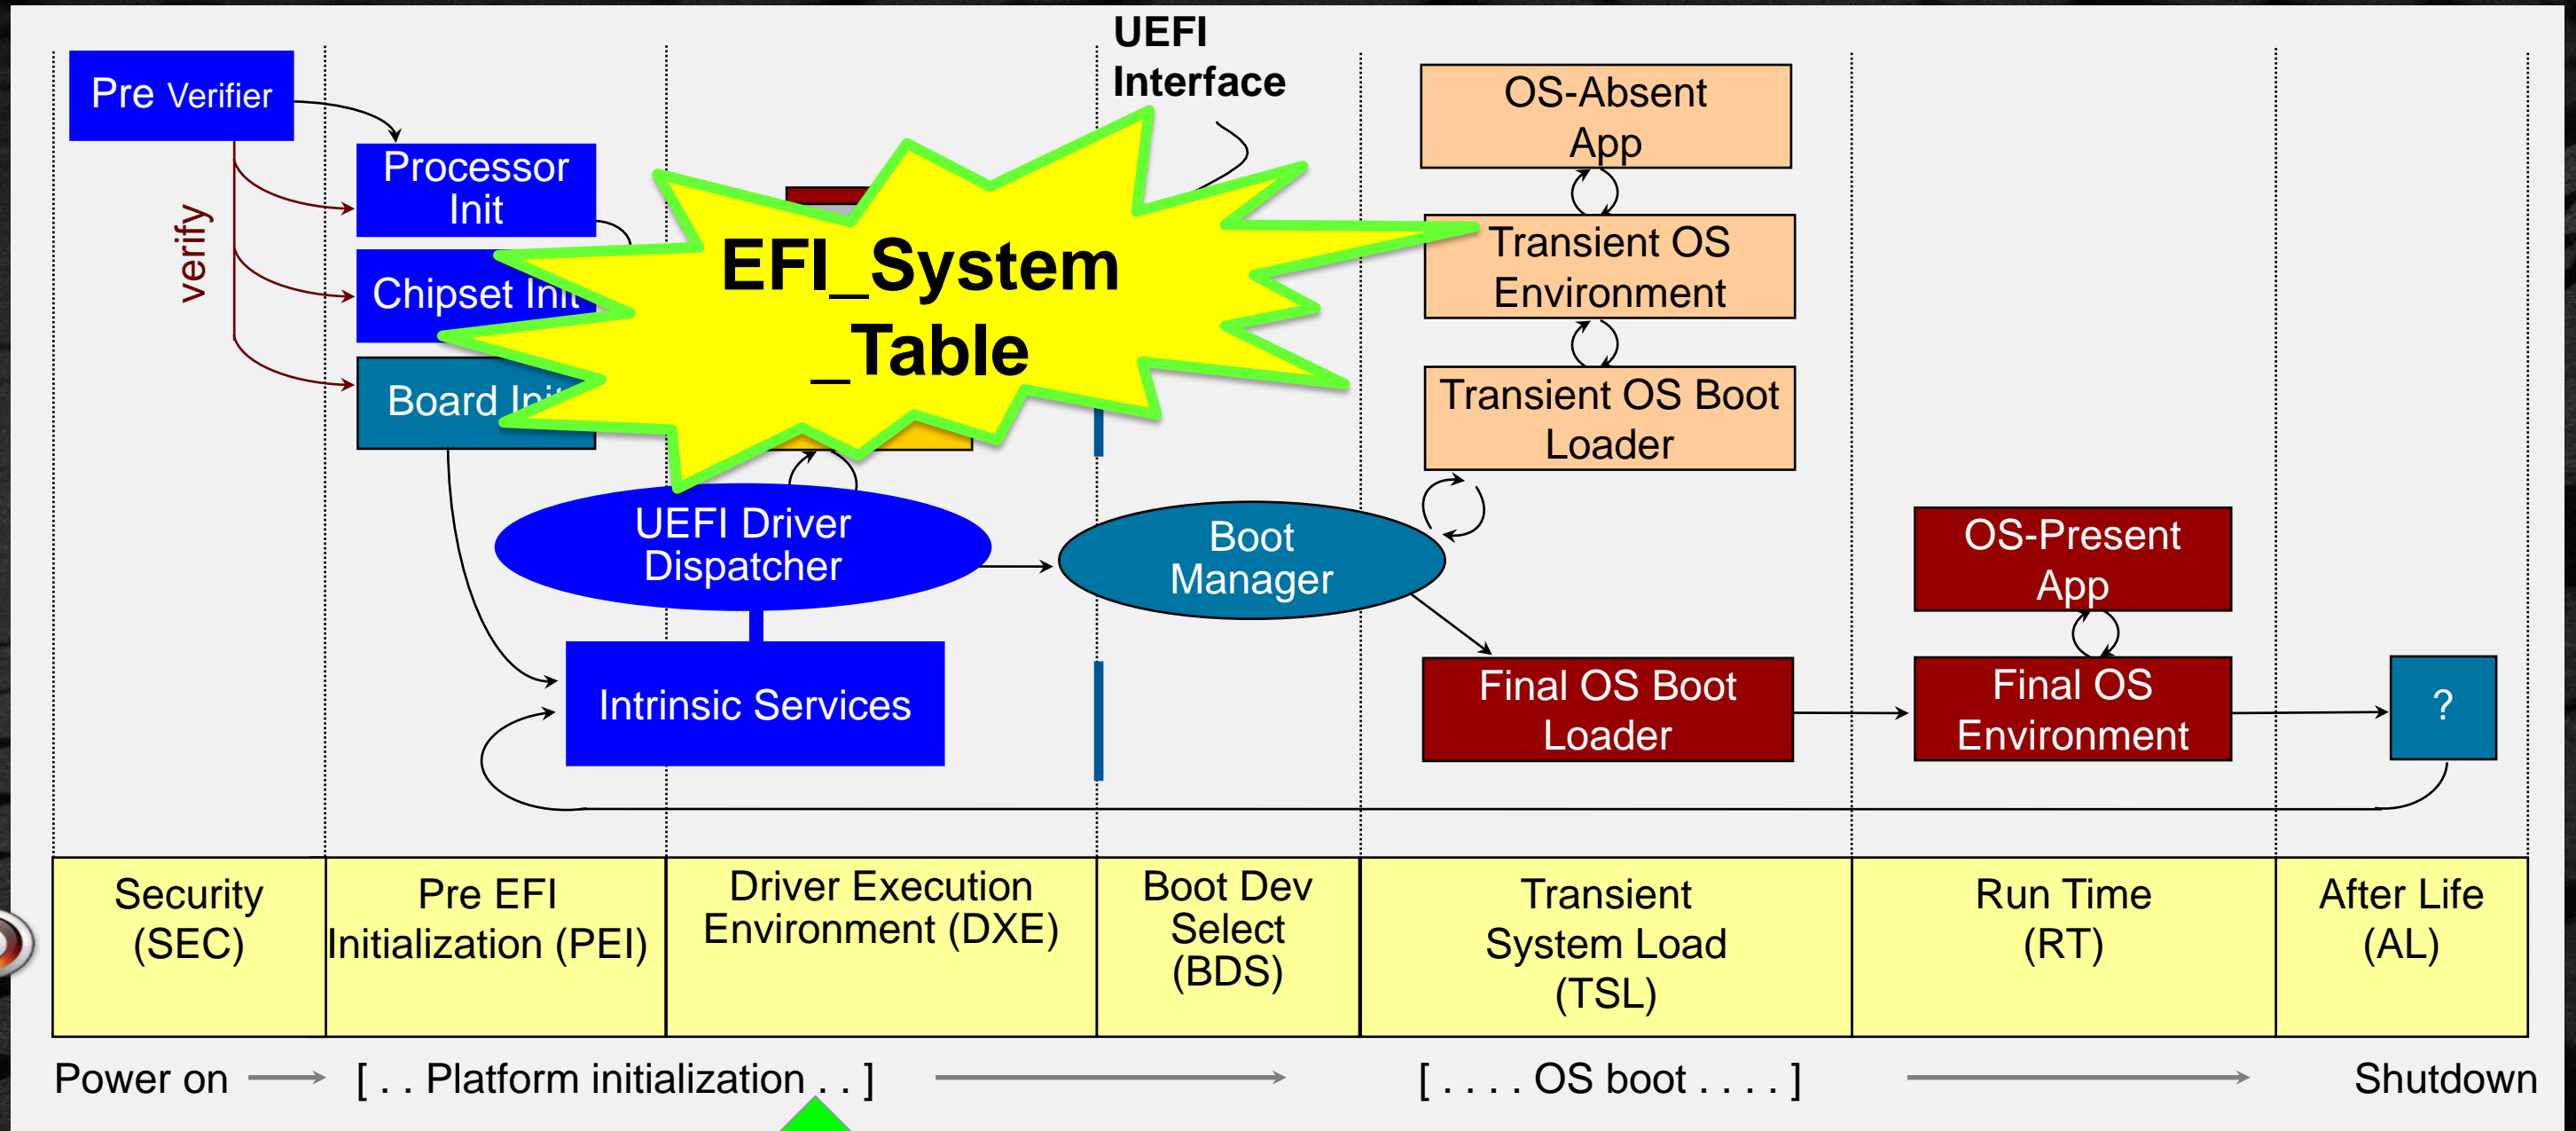 UEFI
Interface
Pre Verifier
verify
Processor
Init
Chipset Init
Board Init
EFI_System
_Table
UEFI Driver
Dispatcher
Intrinsic Services
Boot
Manager
OS-Absent
App
Transient OS
Environment
Transient OS Boot
Loader
Final OS Boot
Loader
OS-Present
App
Final OS
Environment
?
Security
(SEC)
Pre EFI
Initialization (PEI)
Driver Execution
Environment (DXE)
Boot Dev
Select
(BDS)
Transient
System Load
(TSL)
Run Time
(RT)
After Life
(AL)
Power on
[ . . Platform initialization . . ]
[ . . . . OS boot . . . . ]
Shutdown